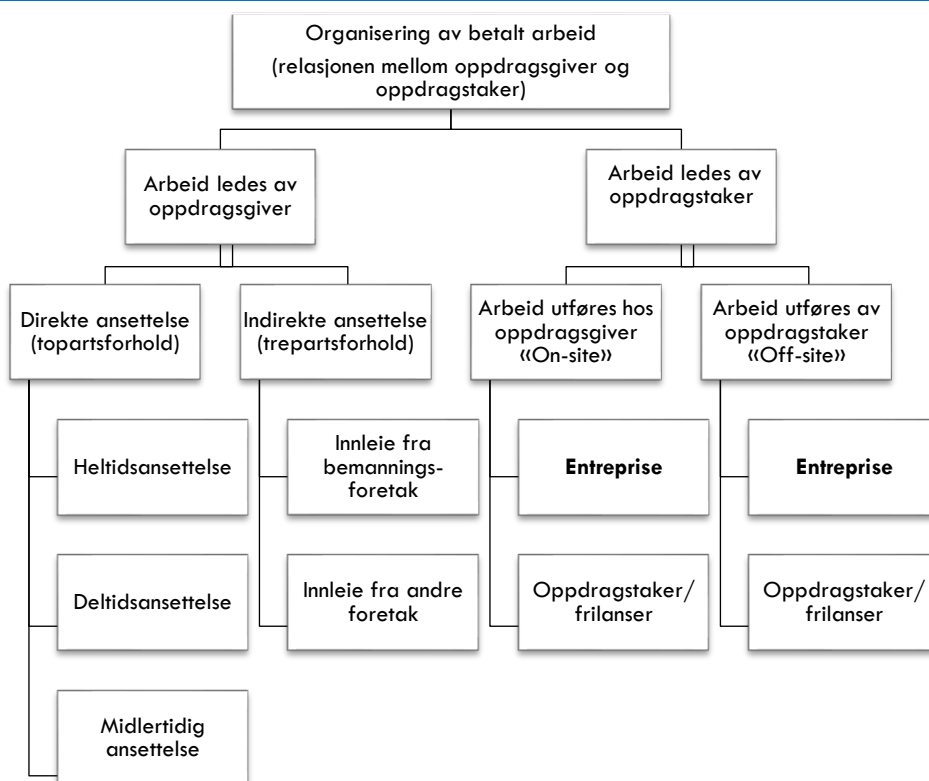 Organisering av betalt arbeid
(relasjonen mellom oppdragsgiver og
oppdragstaker)
Arbeid ledes av
oppdragsgiver
Arbeid ledes av
oppdragstaker
Direkte ansettelse
(topartsforhold)
Indirekte ansettelse
(trepartsforhold)
Arbeid utføres hos
oppdragsgiver
«On-site»
Arbeid utføres av
oppdragstaker
«Off-site»
Heltidsansettelse
Innleie fra
bemannings-
foretak
Entreprise
Entreprise
Deltidsansettelse
Innleie fra andre
foretak
Oppdragstaker/
frilanser
Oppdragstaker/
frilanser
Midlertidig
ansettelse